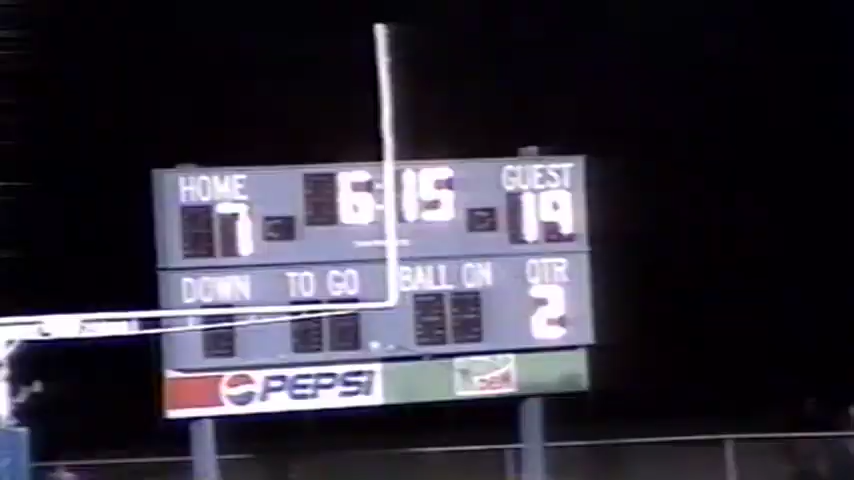 HOME 6:15 GUEST
7 19
DOWN TO GO BALL ON QTR
2
PEPSI